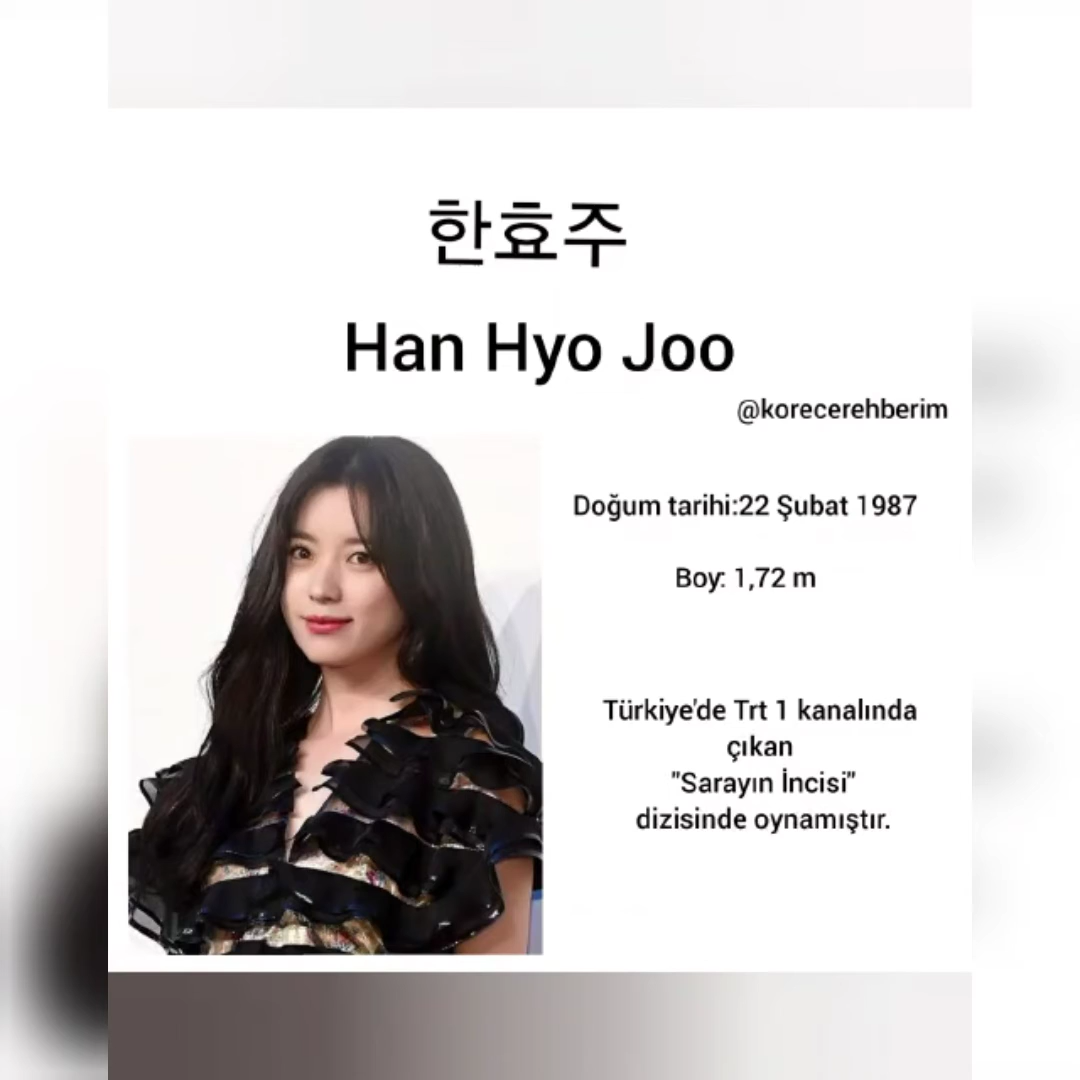 한효주
Han Hyo Joo
@korecerehberim
Doğum tarihi:22 Şubat 1987
Boy: 1,72 m
Türkiye'de Trt 1 kanalında
çıkan
"Sarayın İncisi"
dizisinde oynamıştır.